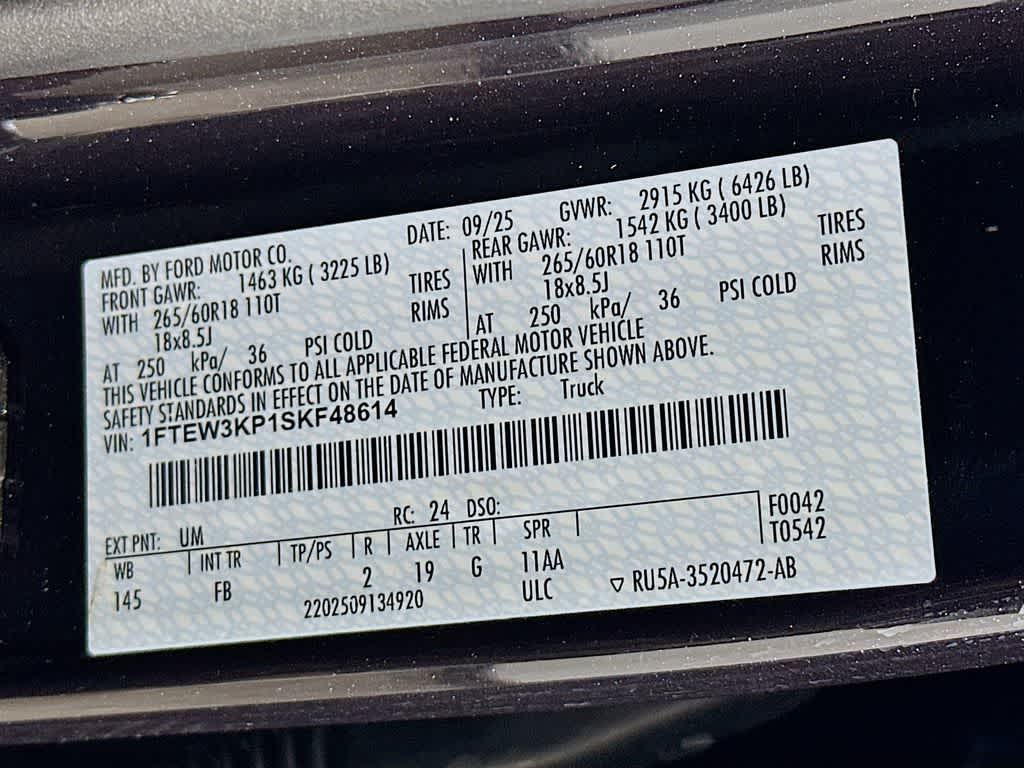 MFD. BY FORD MOTOR CO. DATE: 09/25 GVWR: 2915 KG ( 6426 LB)
FRONT GAWR: 1463 KG ( 3225 LB) REAR GAWR: 1542 KG ( 3400 LB)
WITH 265/60R18 110T TIRES WITH 265/60R18 110T TIRES
18x8.5J RIMS 18x8.5J RIMS
AT 250 kPa/ 36 PSI COLD AT 250 kPa/ 36 PSI COLD
THIS VEHICLE CONFORMS TO ALL APPLICABLE FEDERAL MOTOR VEHICLE
SAFETY STANDARDS IN EFFECT ON THE DATE OF MANUFACTURE SHOWN ABOVE.
VIN: 1FTEW3KP1SKF48614 TYPE: Truck
EXT PNT: UM RC: 24 DSO: F0042
WB INT TR TP/PS R AXLE TR SPR T0542
145 FB 2 19 G 11AA
2202509134920 ULC RU5A-3520472-AB